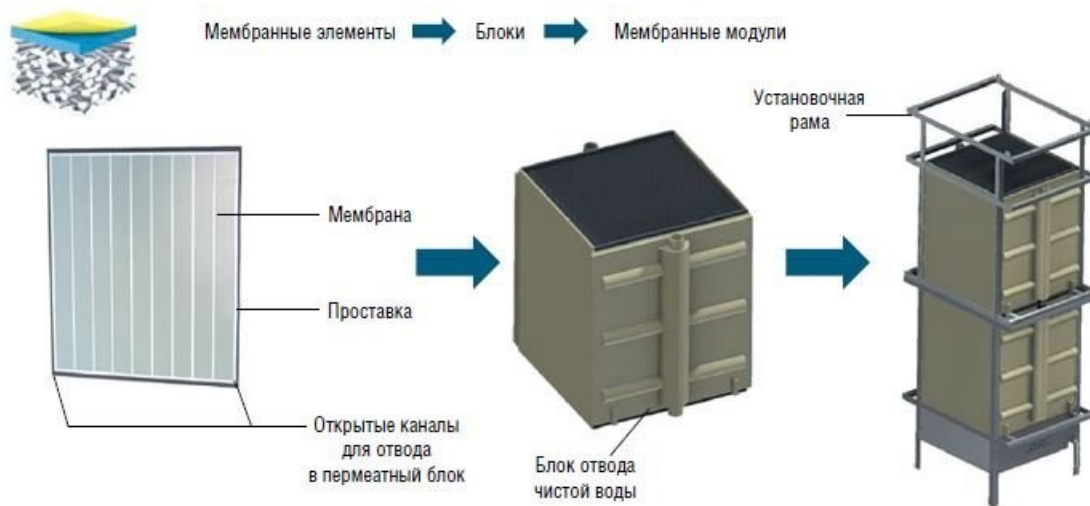 Мембранные элементы Блоки Мембранные модули
Установочная
рама
Мембрана
Проставка
Открытые каналы
для отвода
в пермеатный блок
Блок отвода
чистой воды